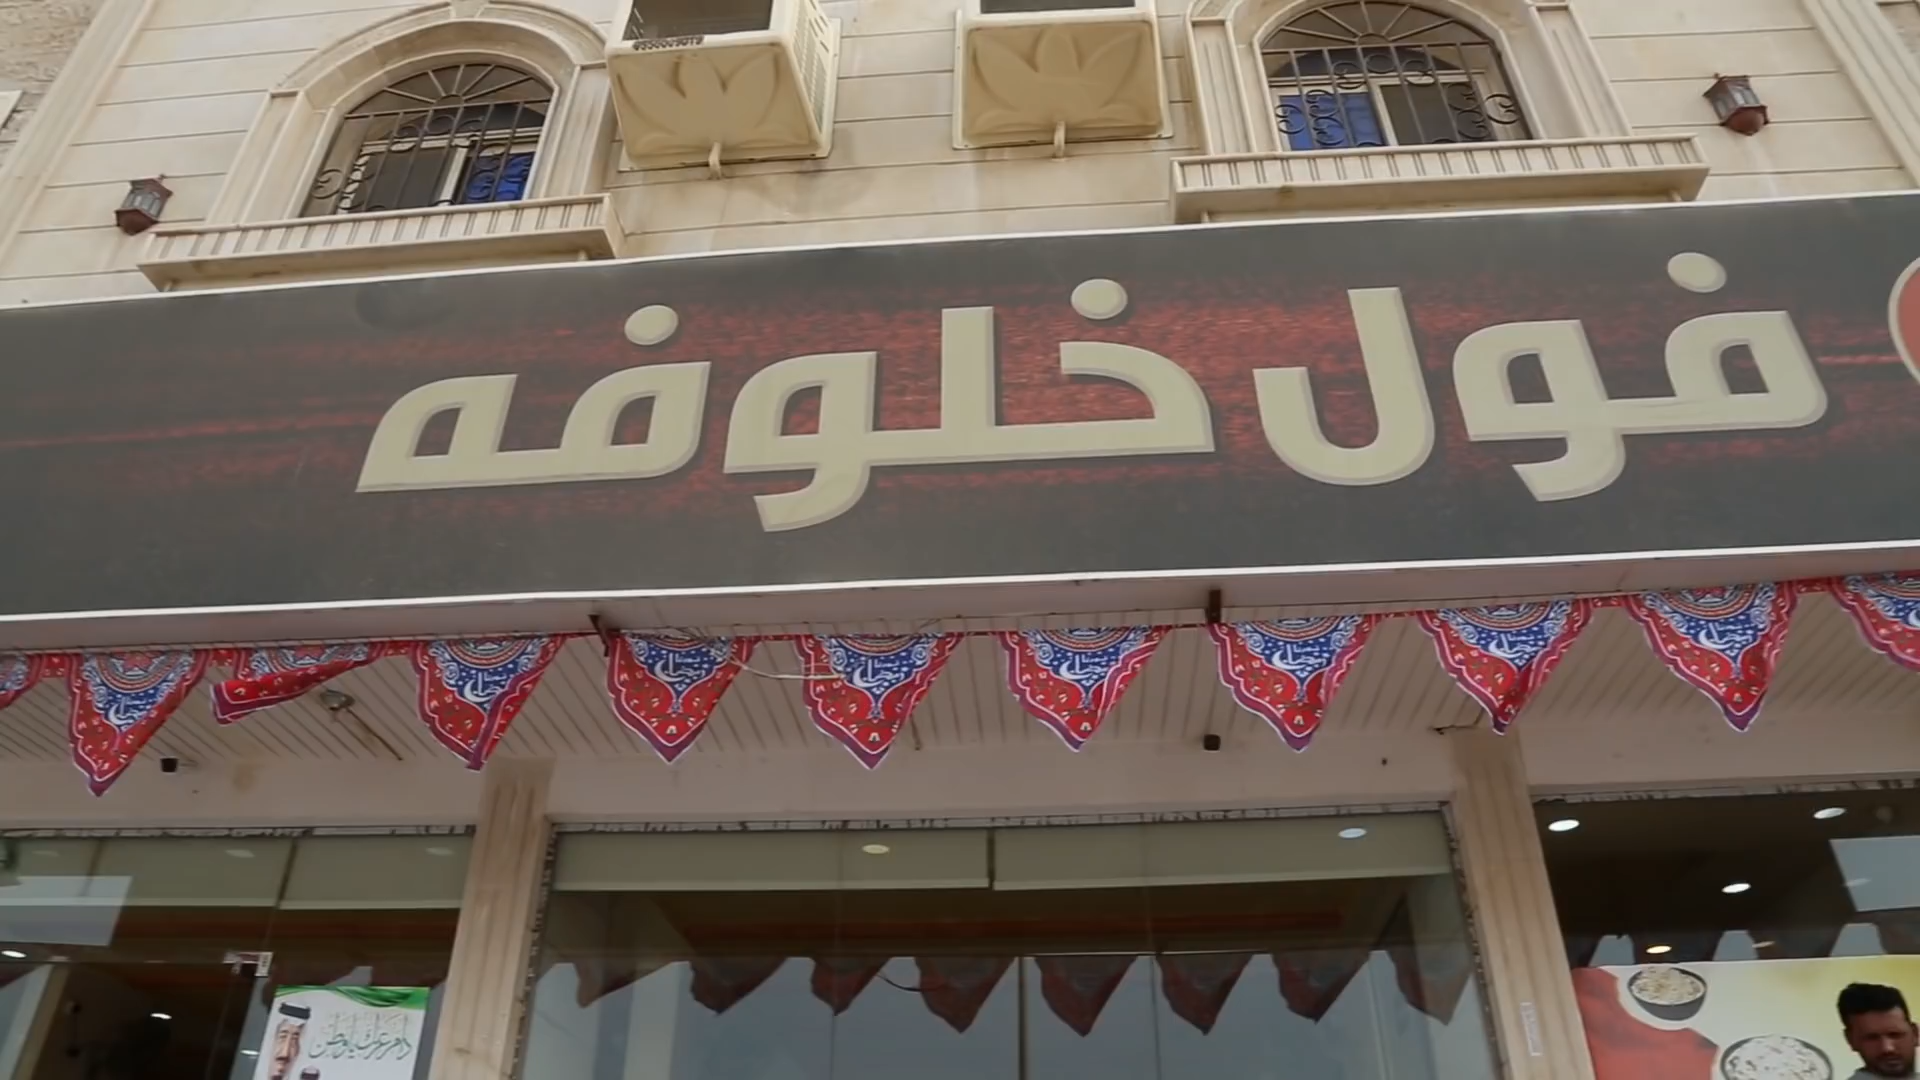 فول خلوفه
دام عزك يا وطن